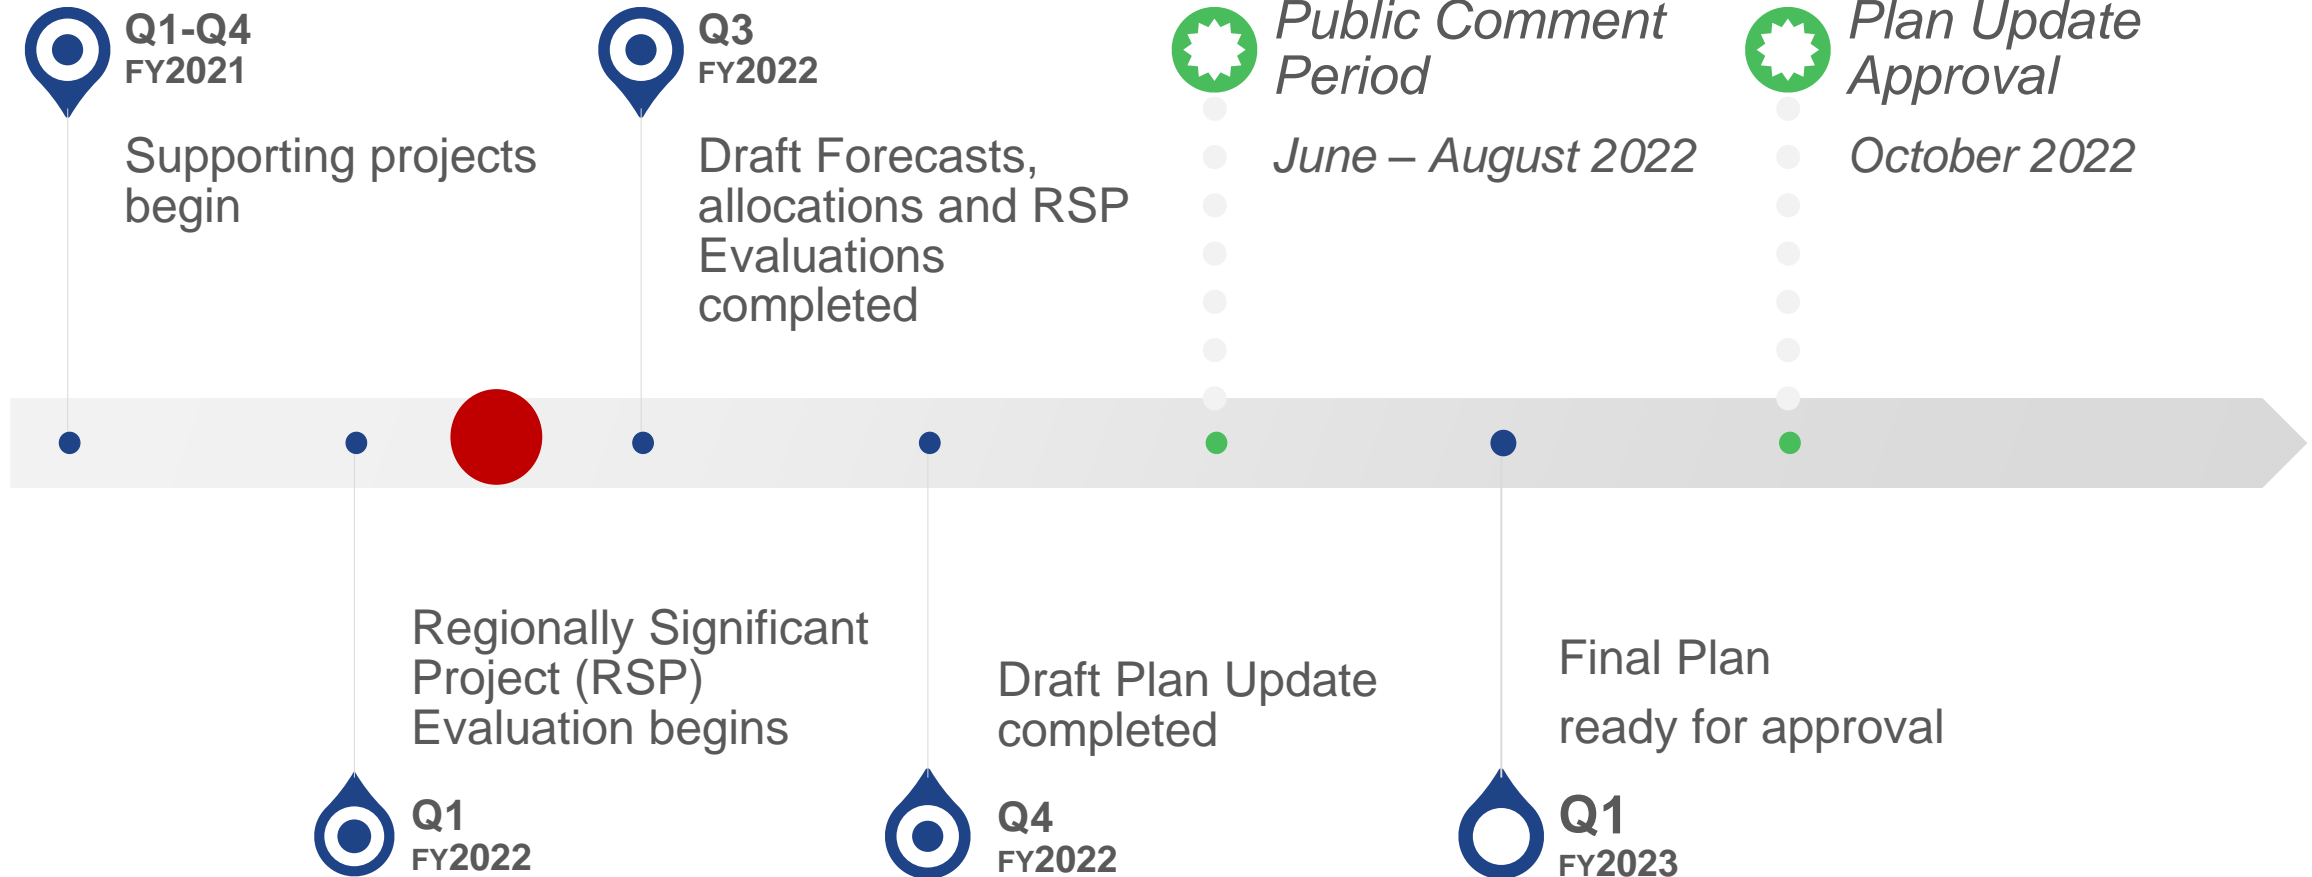 Q1-Q4
FY2021
Supporting projects
begin
Q3
FY2022
Draft Forecasts,
allocations and RSP
Evaluations
completed
Public Comment
Period
June – August 2022
Plan Update
Approval
October 2022
Regionally Significant
Project (RSP)
Evaluation begins
Q1
FY2022
Draft Plan Update
completed
Q4
FY2022
Final Plan
ready for approval
Q1
FY2023